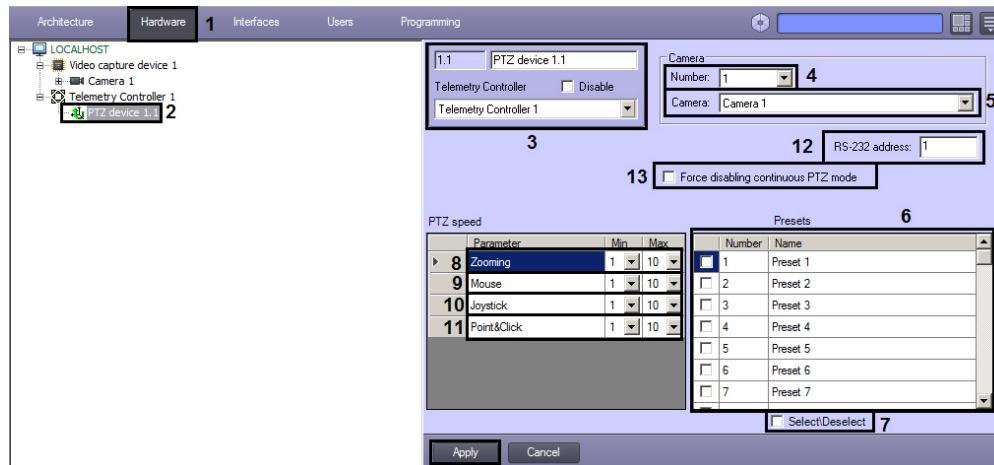 Architecture Hardware 1 Interfaces Users Programming
LOCALHOST
Video capture device 1
Camera 1
Telemetry Controller 1
PTZ device 1.1 2
1.1 PTZ device 1.1
Telemetry Controller Disable
Telemetry Controller 1
3
Camera
Number: 1 4
Camera: Camera 1 5
12 RS-232 address: 1
13 Force disabling continuous PTZ mode
PTZ speed
Parameter Min Max
8 Zooming 1 10
9 Mouse 1 10
10 Joystick 1 10
11 Point&Click 1 10
Presets 6
Number Name
1 Preset 1
2 Preset 2
3 Preset 3
4 Preset 4
5 Preset 5
6 Preset 6
7 Preset 7
Select\Deselect 7
Apply Cancel